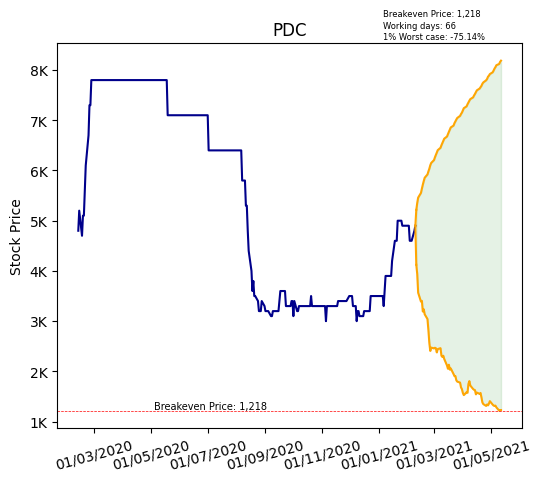 Breakeven Price: 1,218
Working days: 66
1% Worst case: -75.14%
PDC
8K
7K
6K
5K
4K
3K
2K
1K
Stock Price
Breakeven Price: 1,218
01/03/2020
01/05/2020
01/07/2020
01/09/2020
01/11/2020
01/01/2021
01/03/2021
01/05/2021